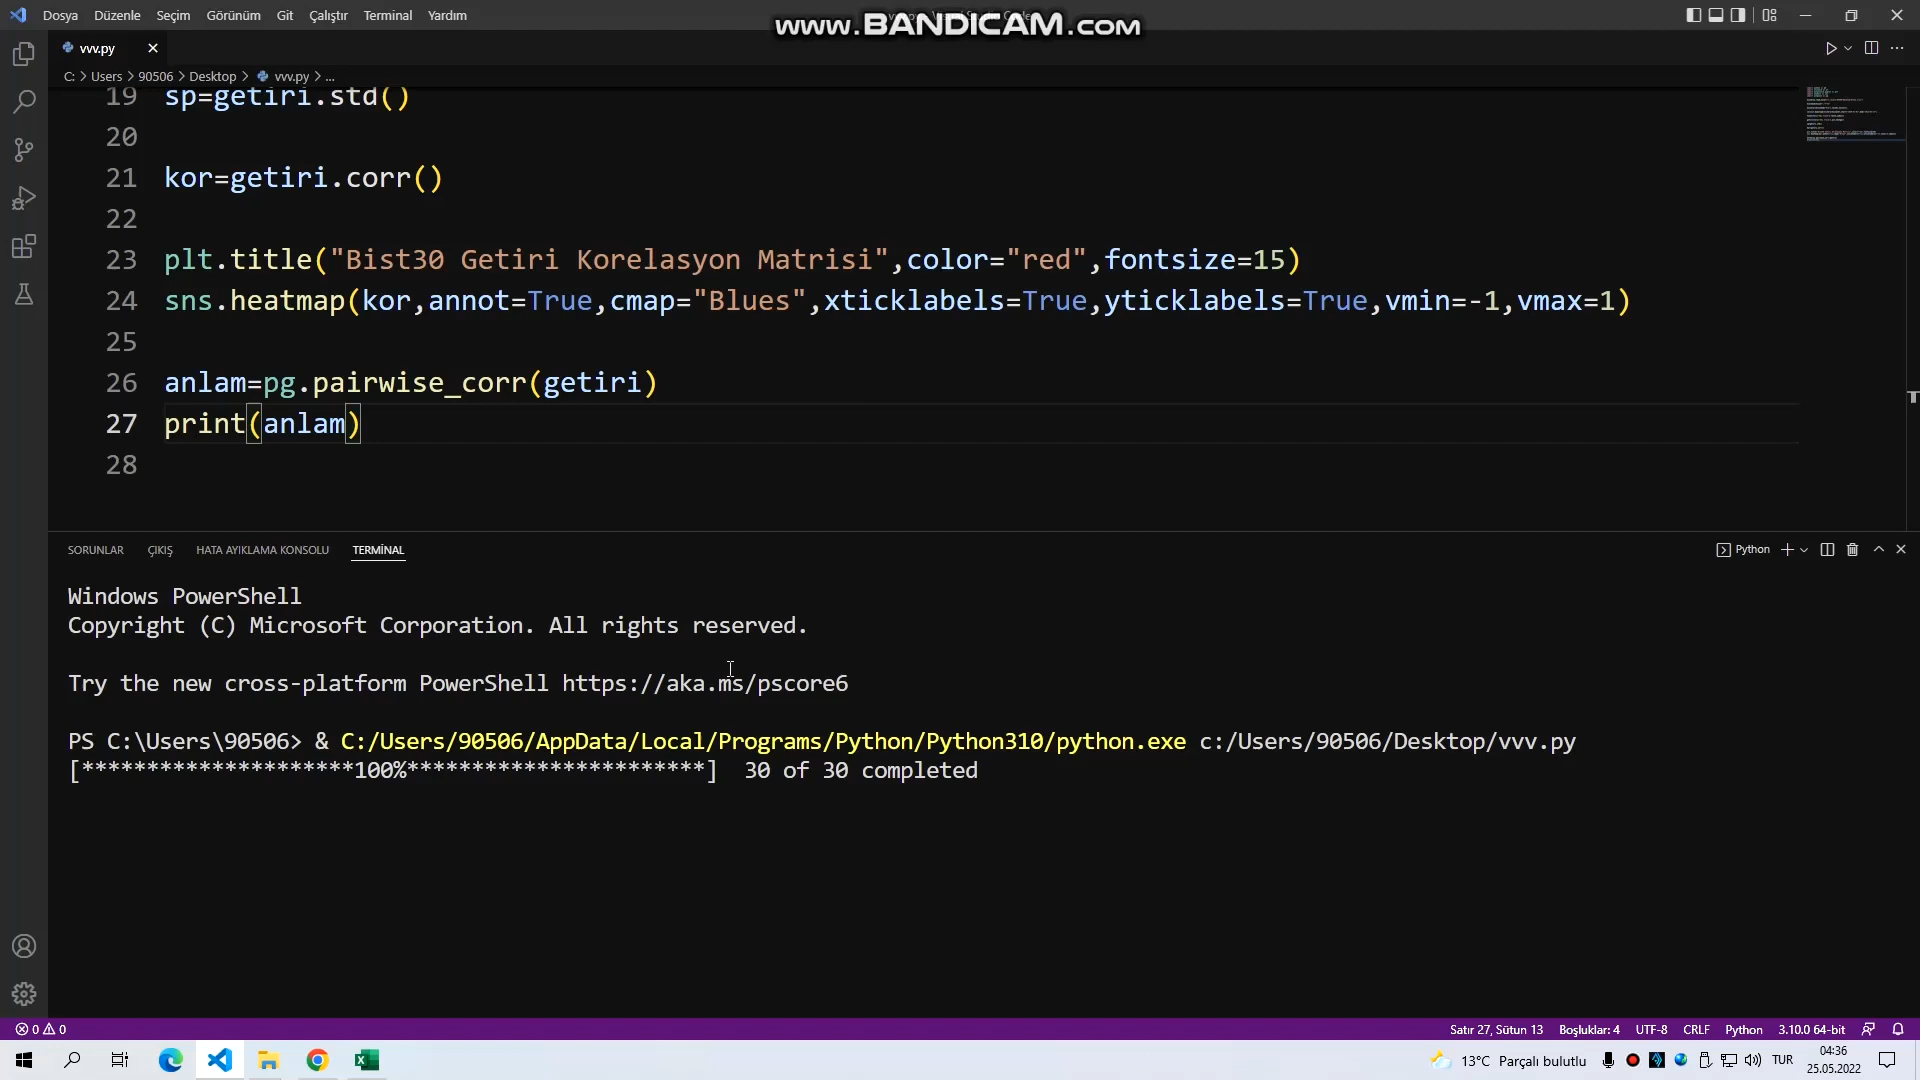 Dosya Düzenle Seçim Görünüm Git Çalıştır Terminal Yardım
www.BANDICAM.com
vvv.py
C: > Users > 90506 > Desktop > vvv.py > ...
19 sp=getiri.std()
20
21 kor=getiri.corr()
22
23 plt.title("Bist30 Getiri Korelasyon Matrisi",color="red",fontsize=15)
24 sns.heatmap(kor,annot=True,cmap="Blues",xticklabels=True,yticklabels=True,vmin=-1,vmax=1)
25
26 anlam=pg.pairwise_corr(getiri)
27 print(anlam)
28
SORUNLAR ÇIKIŞ HATA AYIKLAMA KONSOLU TERMİNAL Python
Windows PowerShell
Copyright (C) Microsoft Corporation. All rights reserved.
Try the new cross-platform PowerShell https://aka.ms/pscore6
PS C:\Users\90506> & C:/Users/90506/AppData/Local/Programs/Python/Python310/python.exe c:/Users/90506/Desktop/vvv.py
[*********************100%***********************]  30 of 30 completed
0 0 Satır 27, Sütun 13 Boşluklar: 4 UTF-8 CRLF Python 3.10.0 64-bit
13°C Parçalı bulutlu TUR 04:36
25.05.2022